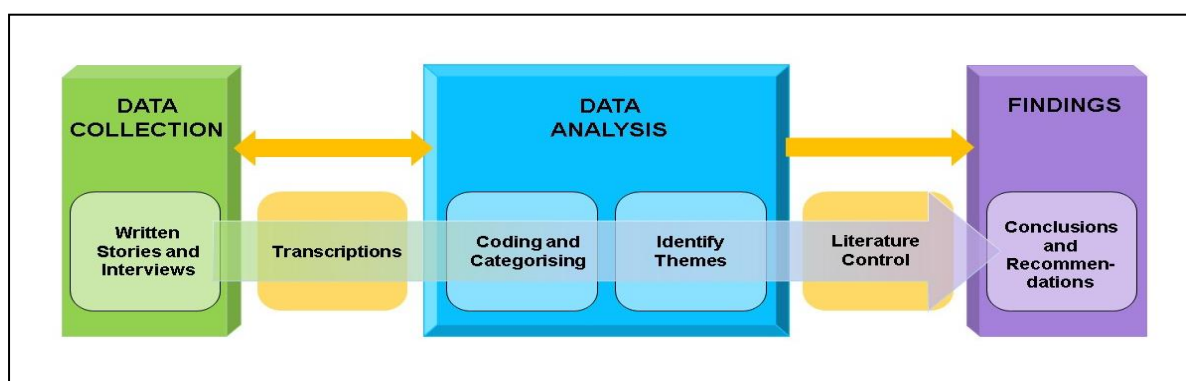 DATA
COLLECTION
DATA
ANALYSIS
FINDINGS
Written
Stories and
Interviews
Transcriptions
Coding and
Categorising
Identify
Themes
Literature
Control
Conclusions
and
Recommen-
dations